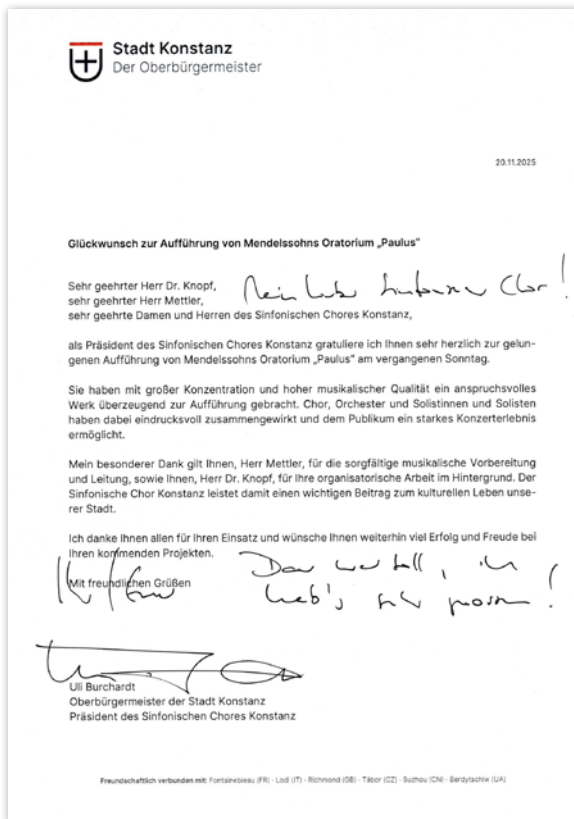 Stadt Konstanz
Der Oberbürgermeister
20.11.2025
Glückwunsch zur Aufführung von Mendelssohns Oratorium „Paulus“
Sehr geehrter Herr Dr. Knopf,
sehr geehrter Herr Mettler,
Chor!
sehr geehrte Damen und Herren des Sinfonischen Chores Konstanz,
als Präsident des Sinfonischen Chores Konstanz gratuliere ich Ihnen sehr herzlich zur gelun-
genen Aufführung von Mendelssohns Oratorium „Paulus“ am vergangenen Sonntag.
Sie haben mit großer Konzentration und hoher musikalischer Qualität ein anspruchsvolles
Werk überzeugend zur Aufführung gebracht. Chor, Orchester und Solistinnen und Solisten
haben dabei eindrucksvoll zusammengewirkt und dem Publikum ein starkes Konzerterlebnis
ermöglicht.
Mein besonderer Dank gilt Ihnen, Herr Mettler, für die sorgfältige musikalische Vorbereitung
und Leitung, sowie Ihnen, Herr Dr. Knopf, für Ihre organisatorische Arbeit im Hintergrund. Der
Sinfonische Chor Konstanz leistet damit einen wichtigen Beitrag zum kulturellen Leben unse-
rer Stadt.
Ich danke Ihnen allen für Ihren Einsatz und wünsche Ihnen weiterhin viel Erfolg und Freude bei
Ihren kommenden Projekten.
Mit freundlichen Grüßen
Uli Burchardt
Oberbürgermeister der Stadt Konstanz
Präsident des Sinfonischen Chores Konstanz
Freundschaftlich verbunden mit: Fontainebleau (FR) · Lodi (IT) · Richmond (GB) · Tábor (CZ) · Suzhou (CN) · Berdytschiw (UA)